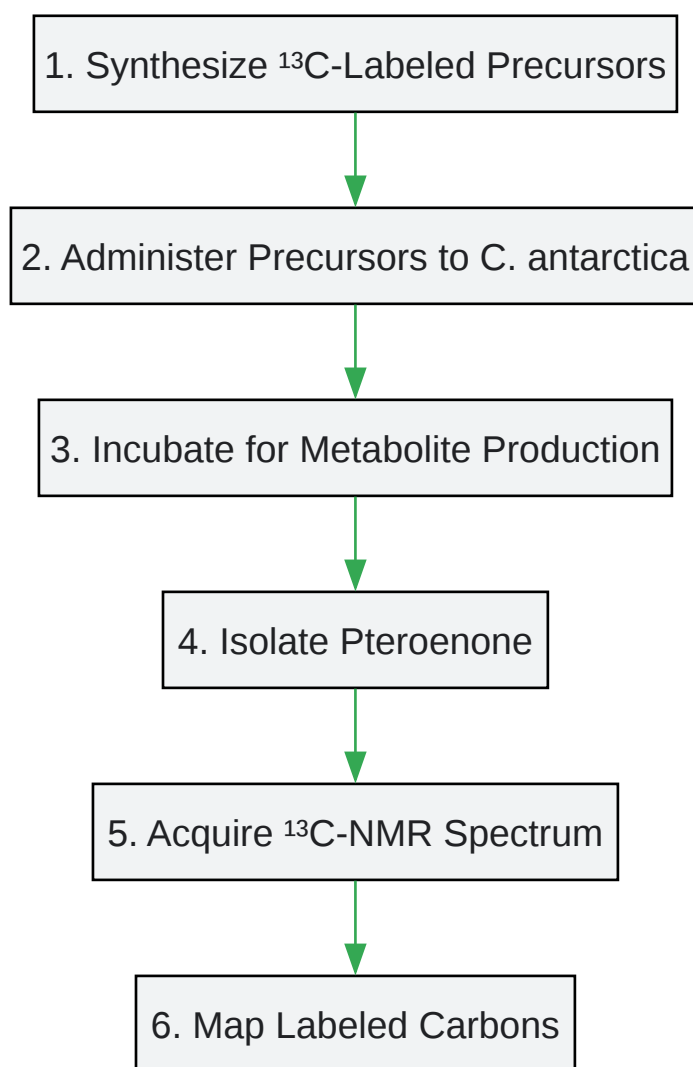 1. Synthesize ¹³C-Labeled Precursors
2. Administer Precursors to C. antarctica
3. Incubate for Metabolite Production
4. Isolate Pteroenone
5. Acquire ¹³C-NMR Spectrum
6. Map Labeled Carbons